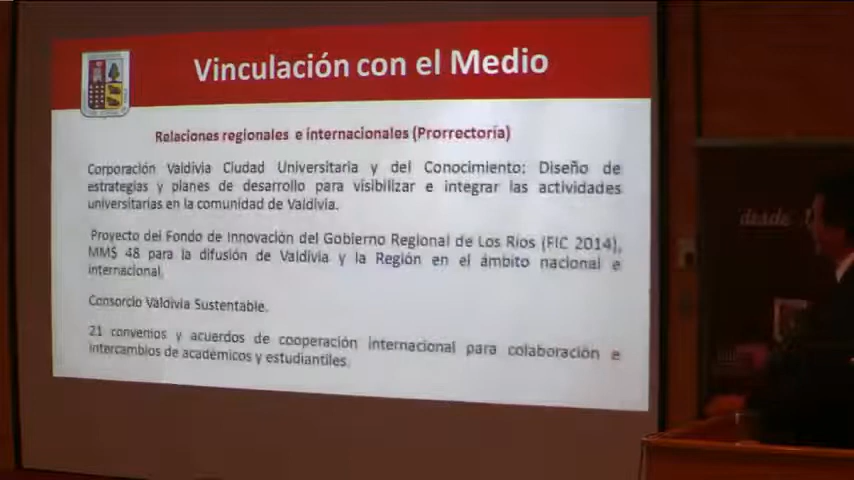 Vinculación con el Medio
Relaciones regionales e internacionales (Prorrectoría)
Corporación Valdivia Ciudad Universitaria y del Conocimiento: Diseño de
estrategias y planes de desarrollo para visibilizar e integrar las actividades
universitarias en la comunidad de Valdivia.
Proyecto del Fondo de Innovación del Gobierno Regional de Los Ríos (FIC 2014),
MM$ 48 para la difusión de Valdivia y la Región en el ámbito nacional e
internacional.
Consorcio Valdivia Sustentable.
21 convenios y acuerdos de cooperación internacional para colaboración e
intercambios de académicos y estudiantiles.
desde